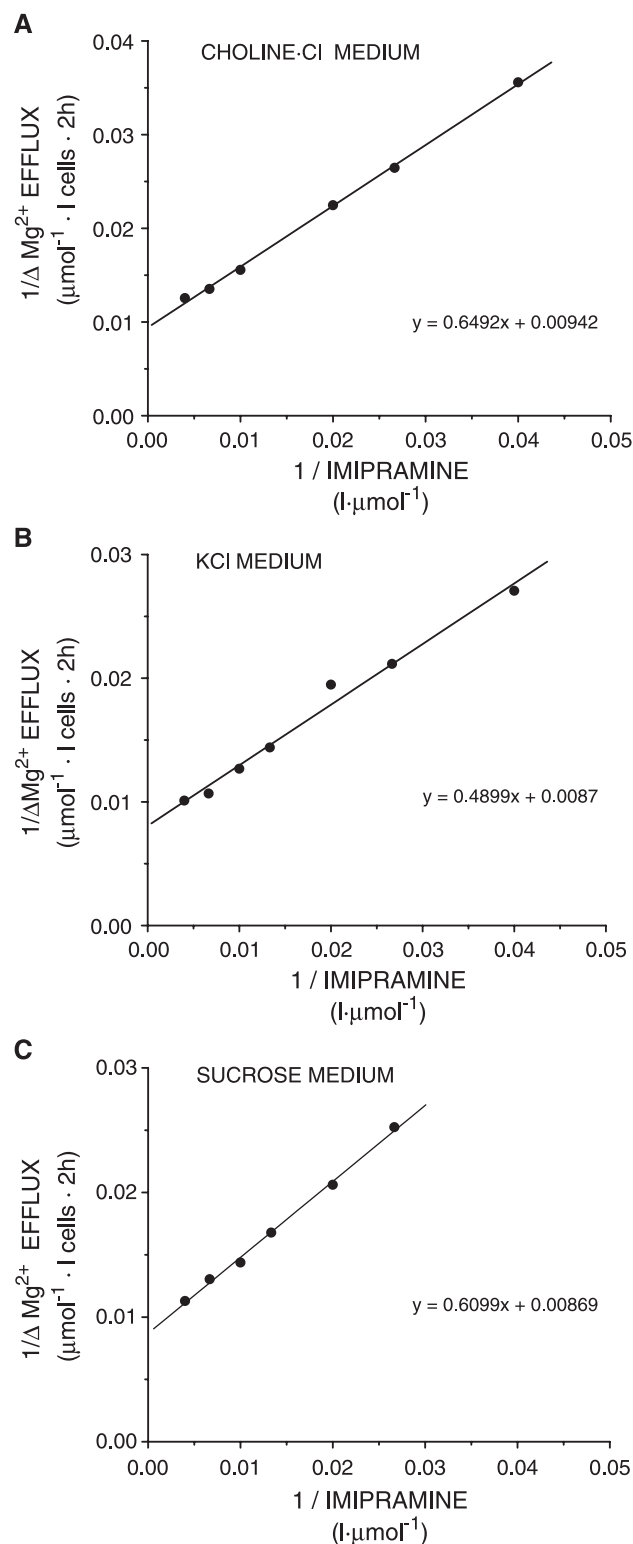 A
CHOLINE·Cl MEDIUM
1/Δ Mg²⁺ EFFLUX
(μmol⁻¹ · l cells · 2h)
0.04
0.03
0.02
0.01
0.00
y = 0.6492x + 0.00942
0.00 0.01 0.02 0.03 0.04 0.05
1 / IMIPRAMINE
(l·μmol⁻¹)
B
KCl MEDIUM
1/ΔMg²⁺ EFFLUX
(μmol⁻¹ · l cells · 2h)
0.03
0.02
0.01
0.00
y = 0.4899x + 0.0087
0.00 0.01 0.02 0.03 0.04 0.05
1 / IMIPRAMINE
(l·μmol⁻¹)
C
SUCROSE MEDIUM
1/Δ Mg²⁺ EFFLUX
(μmol⁻¹ · l cells · 2h)
0.03
0.02
0.01
0.00
y = 0.6099x + 0.00869
0.00 0.01 0.02 0.03 0.04 0.05
1 / IMIPRAMINE
(l·μmol⁻¹)